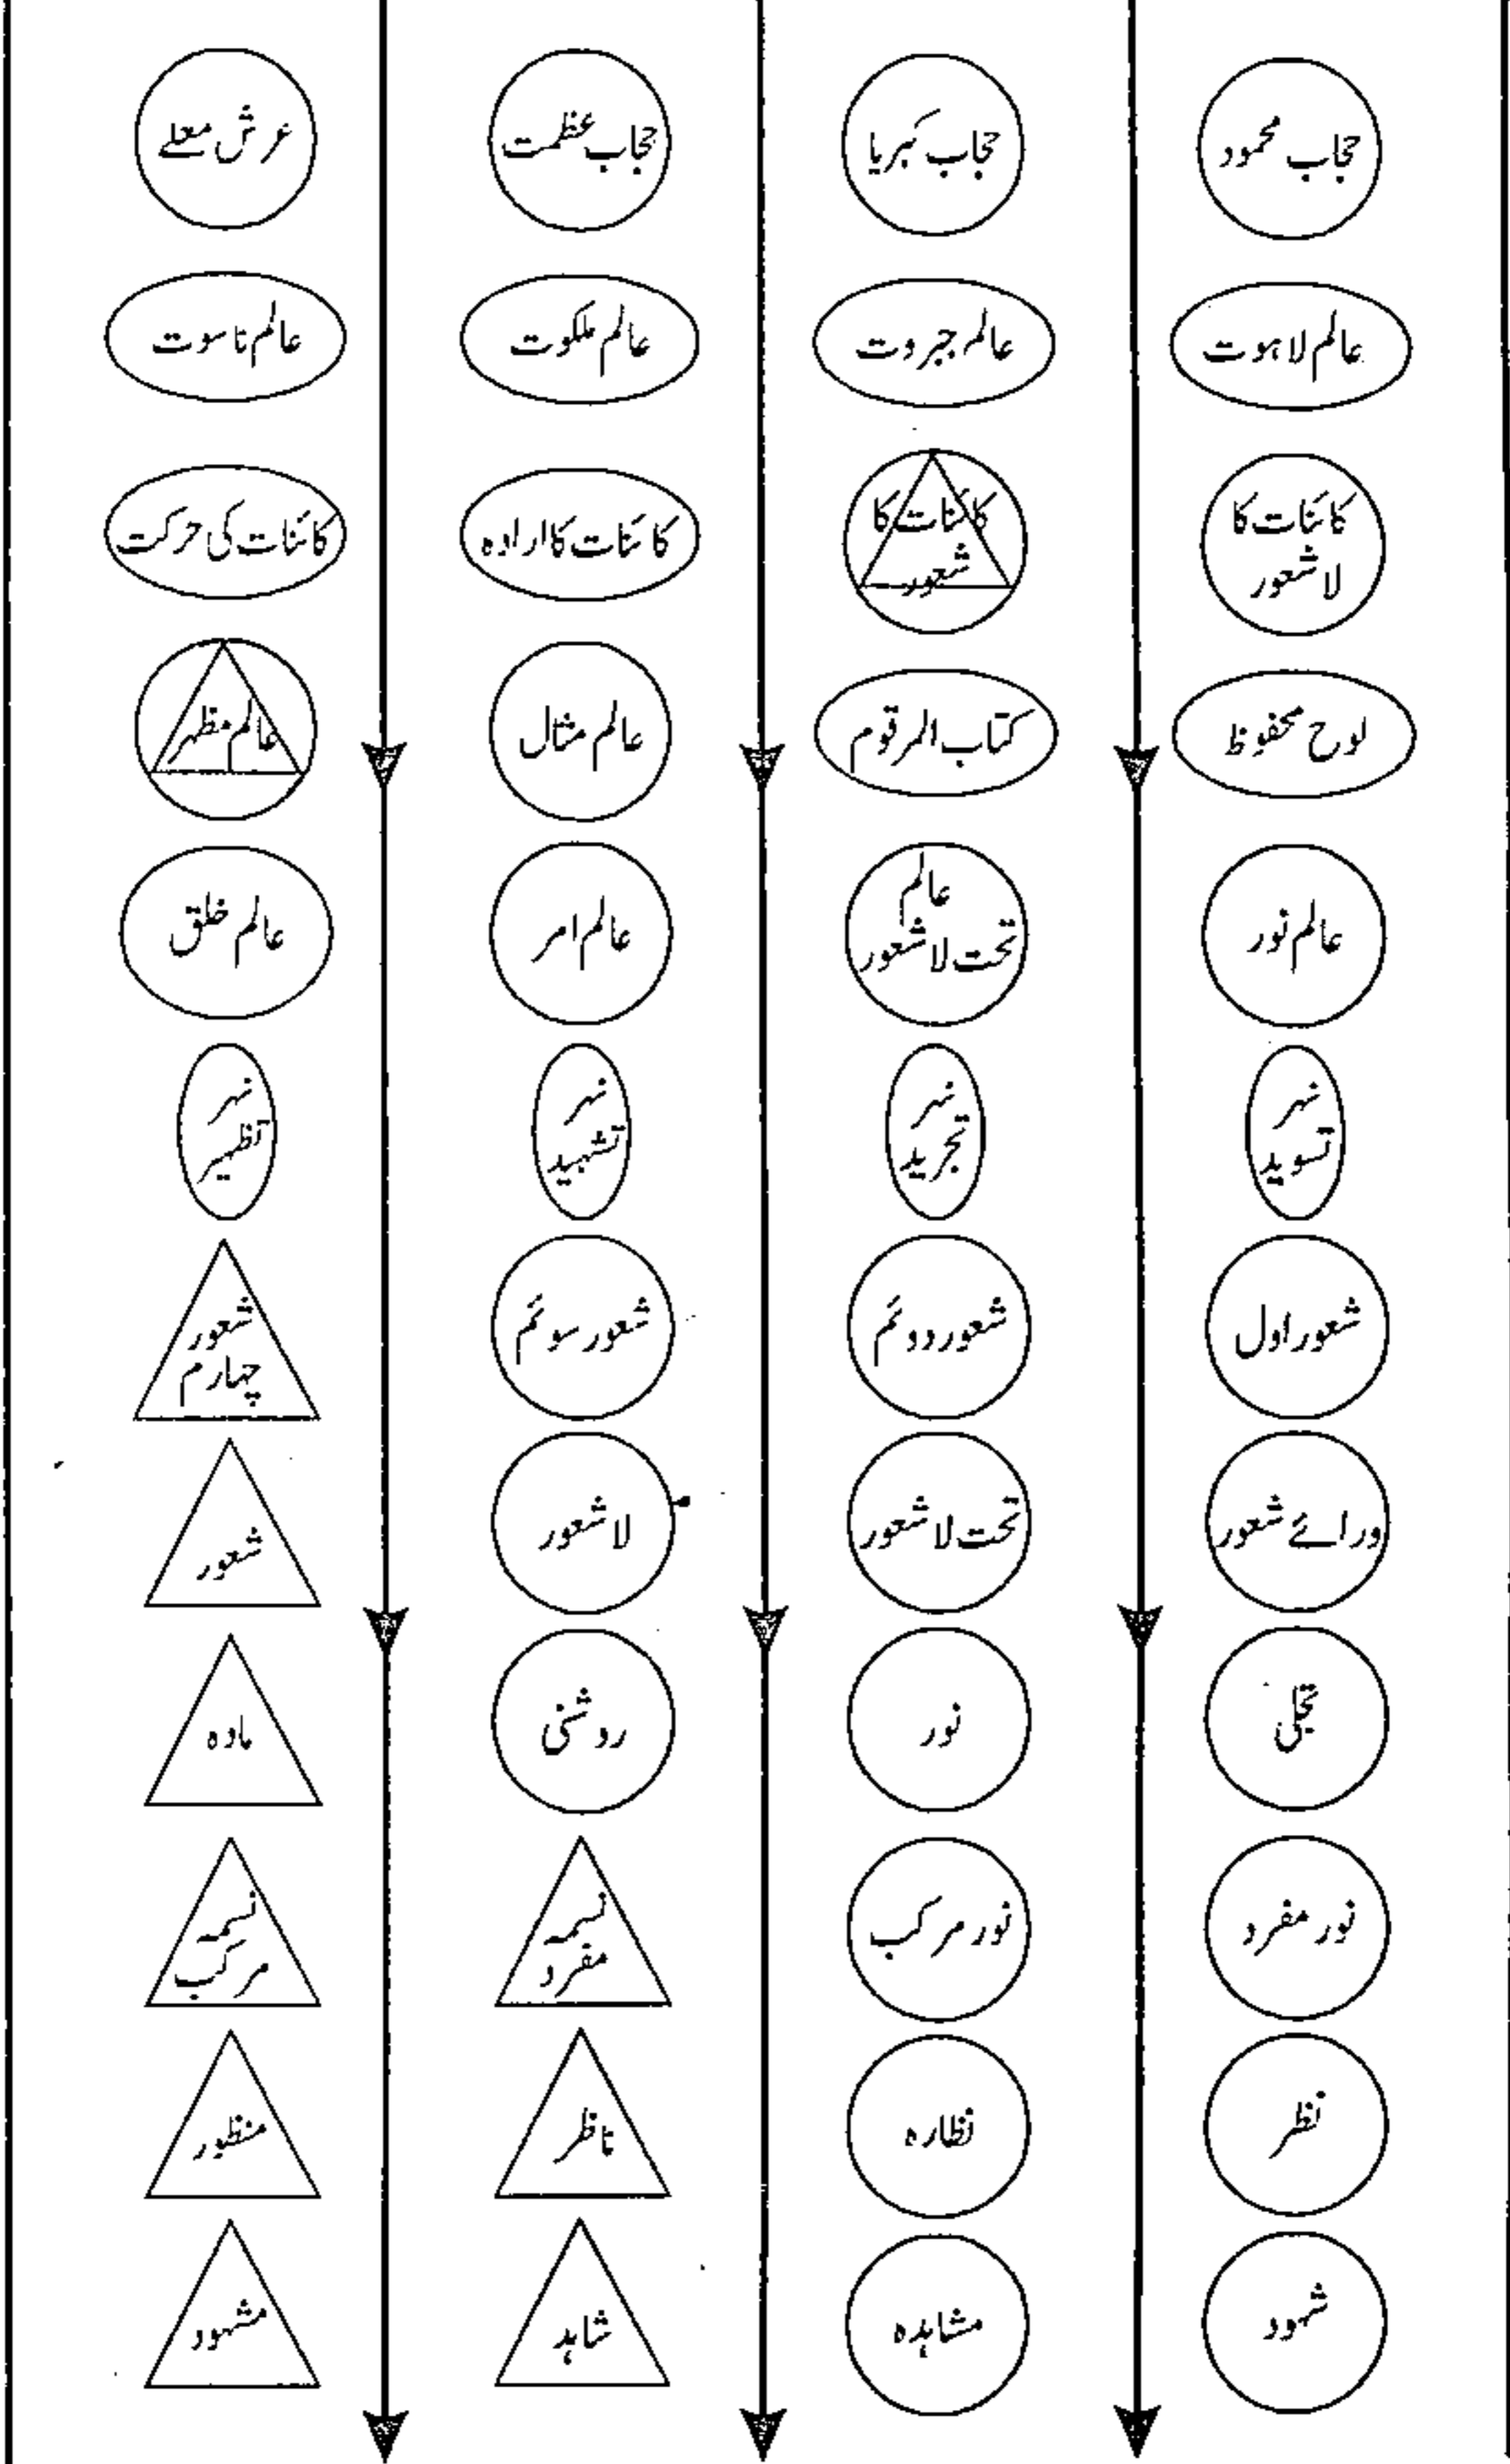 حجاب محمود
حجاب کبریا
حجاب عظمت
عرش معلے
عالم لاہوت
عالم جبروت
عالم ملکوت
عالم ناسوت
کائنات کا
لاشعور
کائنات کا
شعور
کائنات کا ارادہ
کائنات کی حرکت
لوح محفوظ
کتاب المرقوم
عالم مثال
عالم مظہر
عالم نور
عالم
تحت لاشعور
عالم امر
عالم خلق
نہر
تسوید
نہر
تجرید
نہر
تشہید
نہر
تظہیر
شعور اول
شعور دوئم
شعور سوئم
شعور
چہارم
ورائے شعور
تحت لاشعور
لاشعور
شعور
تجلی
نور
روشنی
مادہ
نور مفرد
نور مرکب
نسمہ
مفرد
نسمہ
مرکب
نظر
نظارہ
ناظر
منظور
شہود
مشاہدہ
شاہد
مشہود